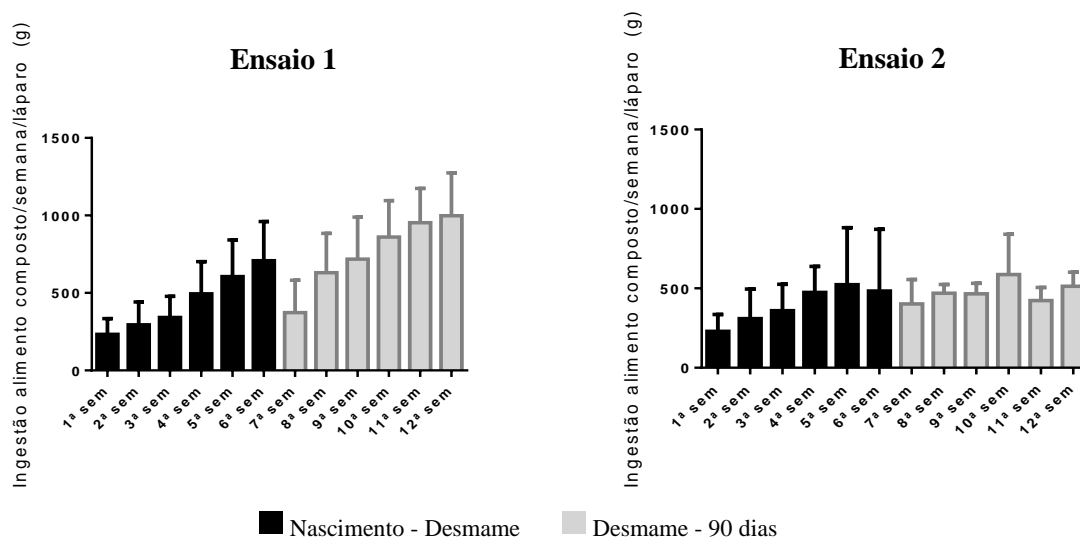 Ensaio 1
Ingestão alimento composto/semana/láparo (g)
1500
1000
500
0
1ª sem
2ª sem
3ª sem
4ª sem
5ª sem
6ª sem
7ª sem
8ª sem
9ª sem
10ª sem
11ª sem
12ª sem
Ensaio 2
Ingestão alimento composto/semana/láparo (g)
1500
1000
500
0
1ª sem
2ª sem
3ª sem
4ª sem
5ª sem
6ª sem
7ª sem
8ª sem
9ª sem
10ª sem
11ª sem
12ª sem
Nascimento - Desmame
Desmame - 90 dias